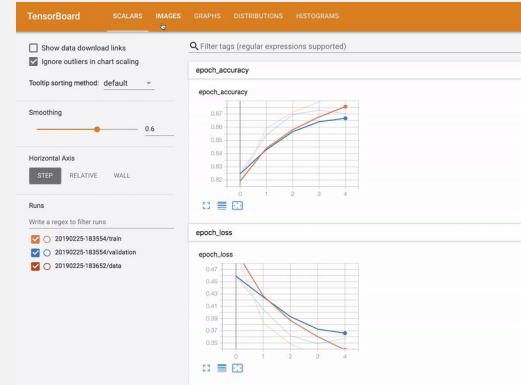 TensorBoard SCALARS IMAGES GRAPHS DISTRIBUTIONS HISTOGRAMS
Show data download links
Ignore outliers in chart scaling
Tooltip sorting method: default
Smoothing
0.6
Horizontal Axis
STEP RELATIVE WALL
Runs
Write a regex to filter runs
20190225-183554/train
20190225-183554/validation
20190225-183652/data
Filter tags (regular expressions supported)
epoch_accuracy
epoch_accuracy
0.87
0.85
0.84
0.83
0.82
0 1 2 3 4
epoch_loss
epoch_loss
0.47
0.45
0.43
0.41
0.39
0.37
0.35
0 1 2 3 4